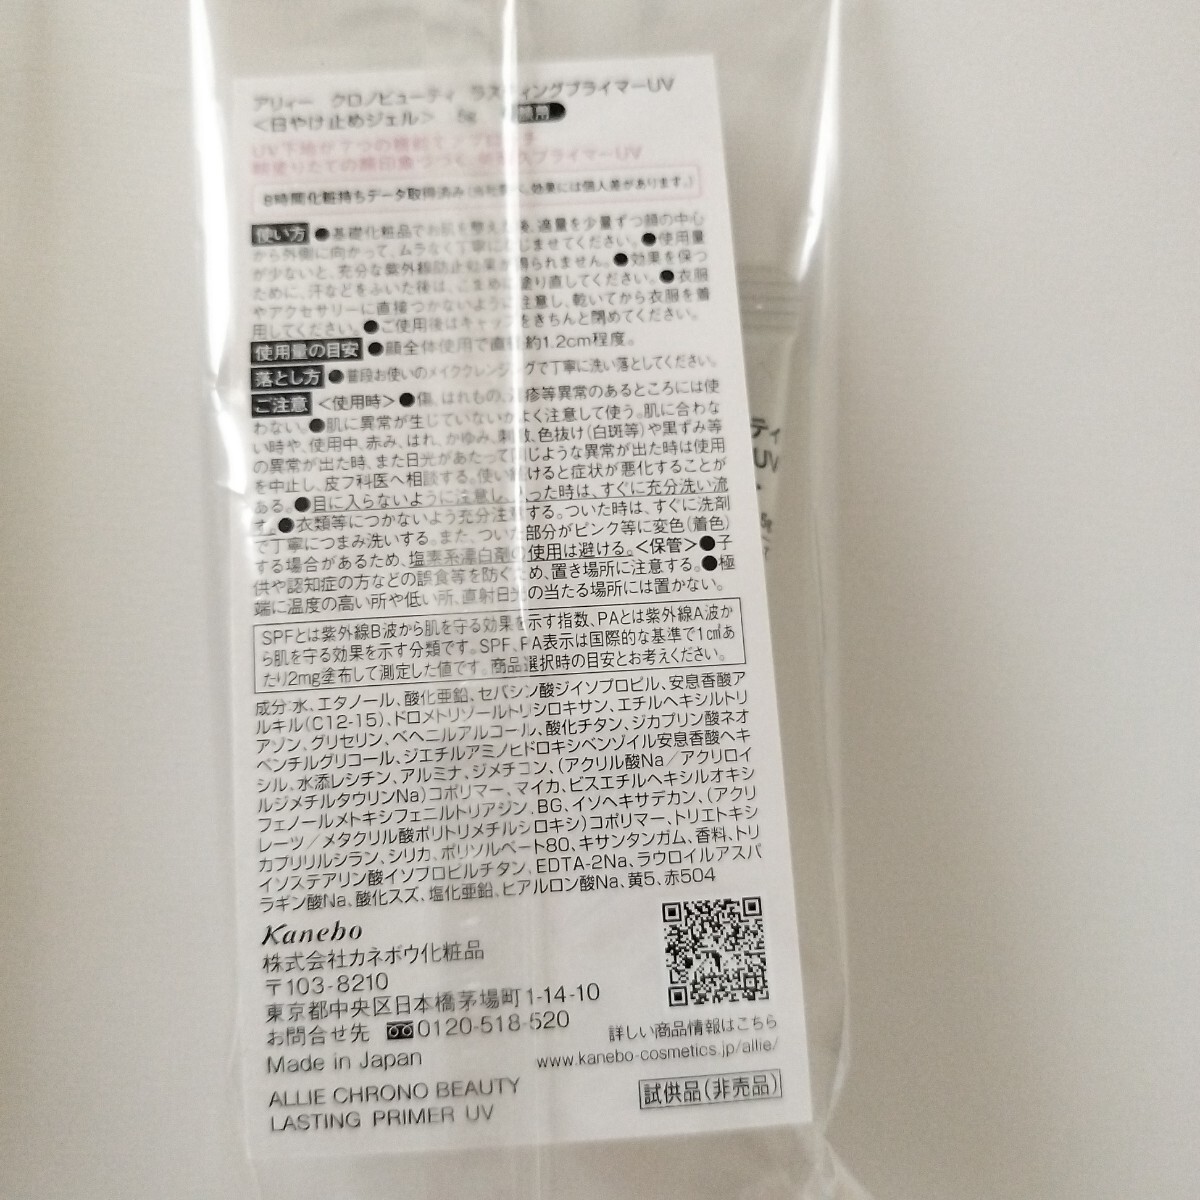 アリィー クロノビューティ ラスティングプライマーUV
＜日やけ止めジェル＞ 5g 顔用
8時間化粧持ちデータ取得済み(当社調べ。効果には個人差があります。)
使い方 ●基礎化粧品でお肌を整えた後、適量を少量ずつ顔の中心
から外側に向かって、ムラなく丁寧になじませてください。●使用量
が少ないと、充分な紫外線防止効果が得られません。●効果を保つ
ために、汗などをふいた後は、こまめに塗り直してください。●衣服
やアクセサリーに直接つかないように注意し、乾いてから衣服を着
用してください。●ご使用後はキャップをきちんと閉めてください。
使用量の目安 ●顔全体使用で直径約1.2cm程度。
落とし方 ●普段お使いのメイククレンジングで丁寧に洗い落としてください。
ご注意 ＜使用時＞●傷、はれもの、湿疹等異常のあるところには使
わない。●肌に異常が生じていないかよく注意して使う。肌に合わな
い時や、使用中、赤み、はれ、かゆみ、刺激、色抜け(白斑等)や黒ずみ等
の異常が出た時、また日光があたって同じような異常が出た時は使用
を中止し、皮フ科医へ相談する。使い続けると症状が悪化することが
ある。●目に入らないように注意し、入った時は、すぐに充分洗い流
す。●衣類等につかないよう充分注意する。ついた時は、すぐに洗剤
で丁寧につまみ洗いする。また、ついた部分がピンク等に変色(着色)
する場合があるため、塩素系漂白剤の使用は避ける。＜保管＞●子
供や認知症の方などの誤食等を防ぐため、置き場所に注意する。●極
端に温度の高い所や低い所、直射日光の当たる場所には置かない。
SPFとは紫外線B波から肌を守る効果を示す指数、PAとは紫外線A波か
ら肌を守る効果を示す分類です。SPF、PA表示は国際的な基準で1㎠あ
たり2mg塗布して測定した値です。商品選択時の目安とお考えください。
成分:水、エタノール、酸化亜鉛、セバシン酸ジイソプロピル、安息香酸ア
ルキル(C12-15)、ドロメトリゾールトリシロキサン、エチルヘキシルトリ
アゾン、グリセリン、ベヘニルアルコール、酸化チタン、ジカプリン酸ネオ
ペンチルグリコール、ジエチルアミノヒドロキシベンゾイル安息香酸ヘキ
シル、水添レシチン、アルミナ、ジメチコン、(アクリル酸Na／アクリロイ
ルジメチルタウリンNa)コポリマー、マイカ、ビスエチルヘキシルオキシ
フェノールメトキシフェニルトリアジン、BG、イソヘキサデカン、(アクリ
レーツ／メタクリル酸ポリトリメチルシロキシ)コポリマー、トリエトキシ
カプリリルシラン、シリカ、ポリソルベート80、キサンタンガム、香料、トリ
イソステアリン酸イソプロピルチタン、EDTA-2Na、ラウロイルアスパ
ラギン酸Na、酸化スズ、塩化亜鉛、ヒアルロン酸Na、黄5、赤504
Kanebo
株式会社カネボウ化粧品
〒103-8210
東京都中央区日本橋茅場町1-14-10
お問合せ先 0120-518-520
Made in Japan
詳しい商品情報はこちら
www.kanebo-cosmetics.jp/allie/
ALLIE CHRONO BEAUTY
LASTING PRIMER UV
試供品(非売品)
ティ
UV